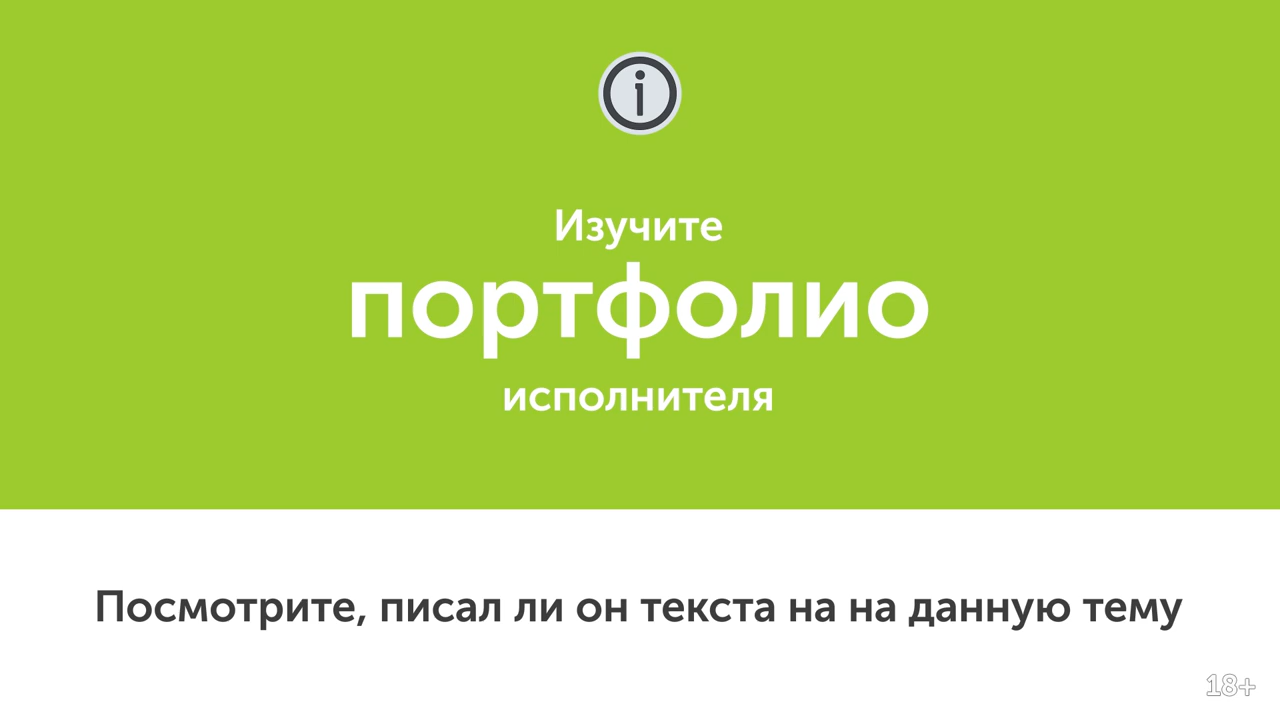 i
Изучите
портфолио
исполнителя
Посмотрите, писал ли он текста на на данную тему
18+